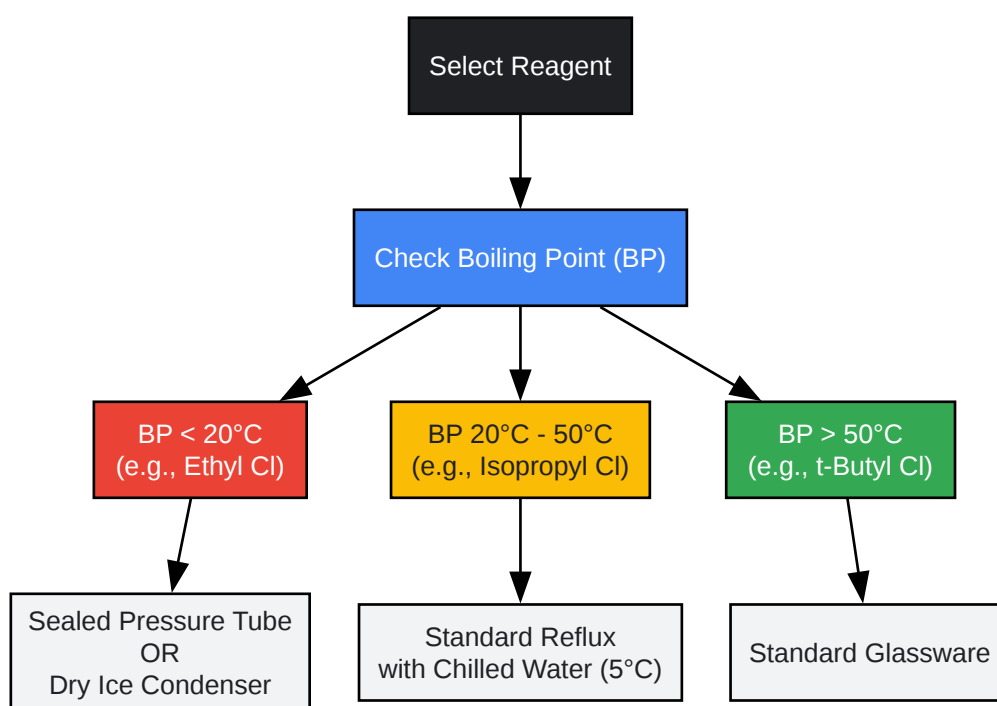 Select Reagent
Check Boiling Point (BP)
BP < 20°C
(e.g., Ethyl Cl)
BP 20°C - 50°C
(e.g., Isopropyl Cl)
BP > 50°C
(e.g., t-Butyl Cl)
Sealed Pressure Tube
OR
Dry Ice Condenser
Standard Reflux
with Chilled Water (5°C)
Standard Glassware